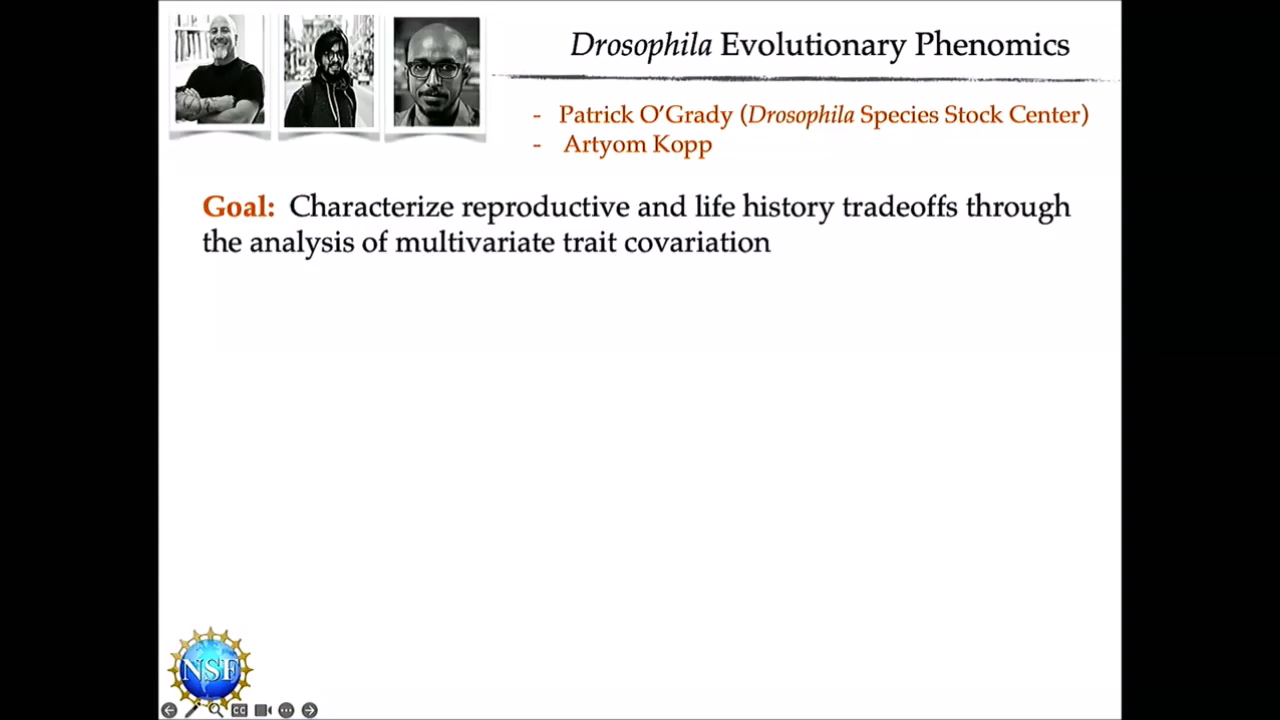 Drosophila Evolutionary Phenomics
- Patrick O'Grady (Drosophila Species Stock Center)
- Artyom Kopp
Goal: Characterize reproductive and life history tradeoffs through
the analysis of multivariate trait covariation
NSF
CC